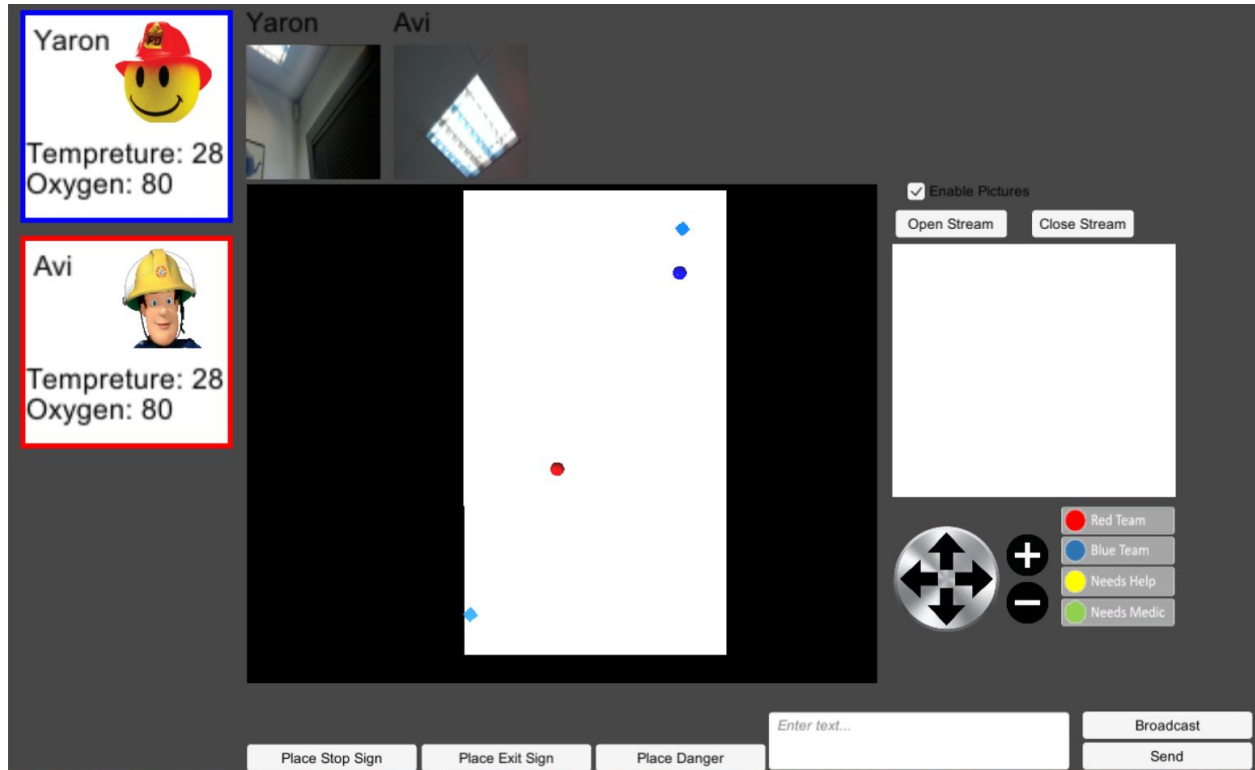 Yaron
Tempreture: 28
Oxygen: 80
Avi
Tempreture: 28
Oxygen: 80
Yaron
Avi
Enable Pictures
Open Stream
Close Stream
Red Team
Blue Team
Needs Help
Needs Medic
Enter text...
Broadcast
Send
Place Stop Sign
Place Exit Sign
Place Danger